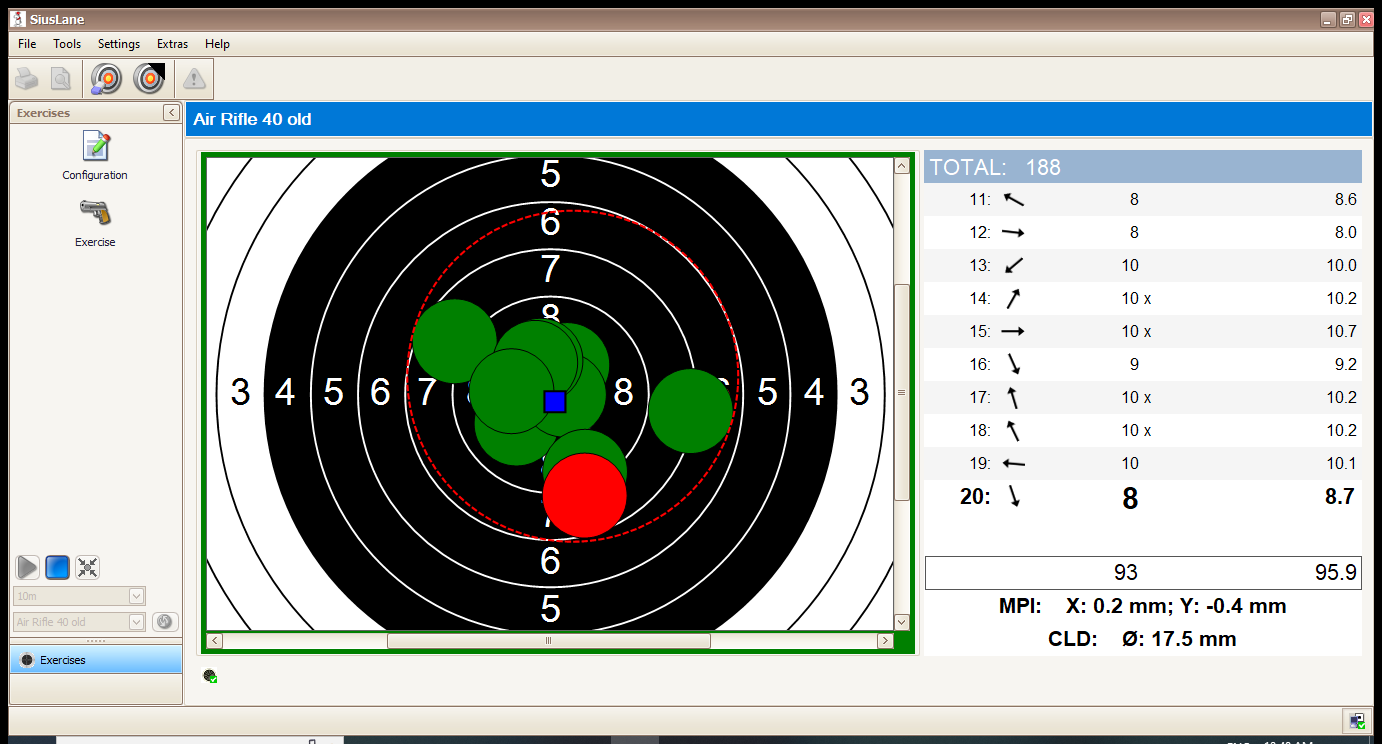 SiusLane
File Tools Settings Extras Help
Exercises
Configuration
Exercise
10m
Air Rifle 40 old
Exercises
Air Rifle 40 old
5
6
7
8
3 4 5 6 7 8 5 4 3
6
5
TOTAL: 188
11: 8 8.6
12: 8 8.0
13: 10 10.0
14: 10 x 10.2
15: 10 x 10.7
16: 9 9.2
17: 10 x 10.2
18: 10 x 10.2
19: 10 10.1
20: 8 8.7
93 95.9
MPI: X: 0.2 mm; Y: -0.4 mm
CLD: Ø: 17.5 mm